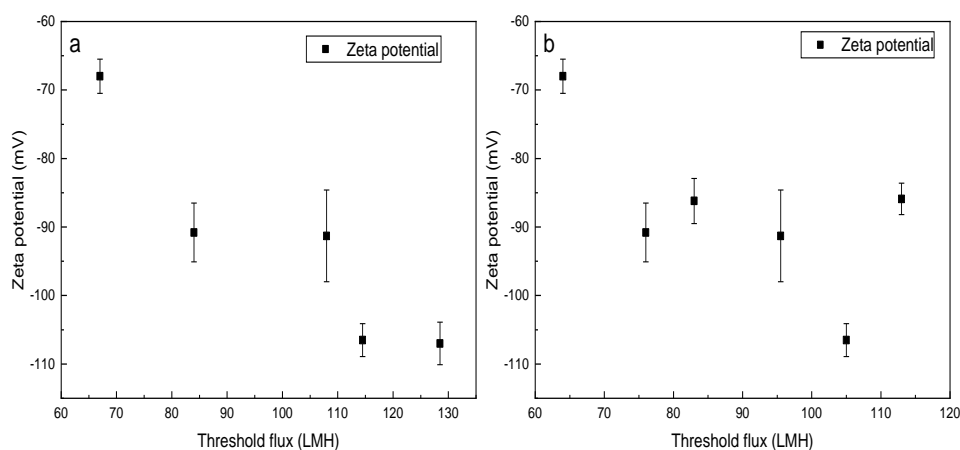 a
Zeta potential
-60
-70
-80
-90
-100
-110
Zeta potential (mV)
60 70 80 90 100 110 120 130
Threshold flux (LMH)
b
Zeta potential
-60
-70
-80
-90
-100
-110
Zeta potential (mV)
60 70 80 90 100 110 120
Threshold flux (LMH)